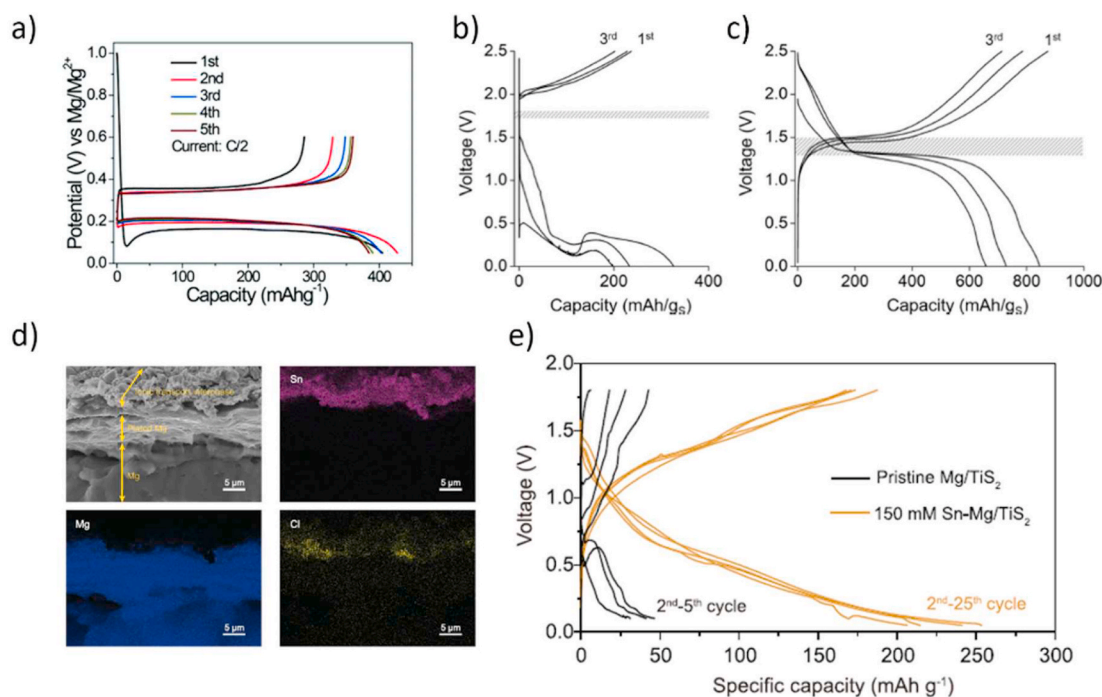 a)
1.0
0.8
0.6
0.4
0.2
0.0
Potential (V) vs Mg/Mg²⁺
1st
2nd
3rd
4th
5th
Current: C/2
0
100
200
300
400
Capacity (mAhg⁻¹)
b)
3ʳᵈ 1ˢᵗ
2.5
2.0
1.5
1.0
0.5
0.0
Voltage (V)
0 200 400
Capacity (mAh/gₛ)
c)
3ʳᵈ 1ˢᵗ
2.5
2.0
1.5
1.0
0.5
0
Voltage (V)
0 200 400 600 800 1000
Capacity (mAh/gₛ)
d)
Mg
5 μm
Sn
5 μm
Mg
5 μm
Cl
5 μm
e)
2.0
1.5
1.0
0.5
0.0
Voltage (V)
Pristine Mg/TiS₂
150 mM Sn-Mg/TiS₂
2ⁿᵈ-5ᵗʰ cycle
2ⁿᵈ-25ᵗʰ cycle
0 50 100 150 200 250 300
Specific capacity (mAh g⁻¹)